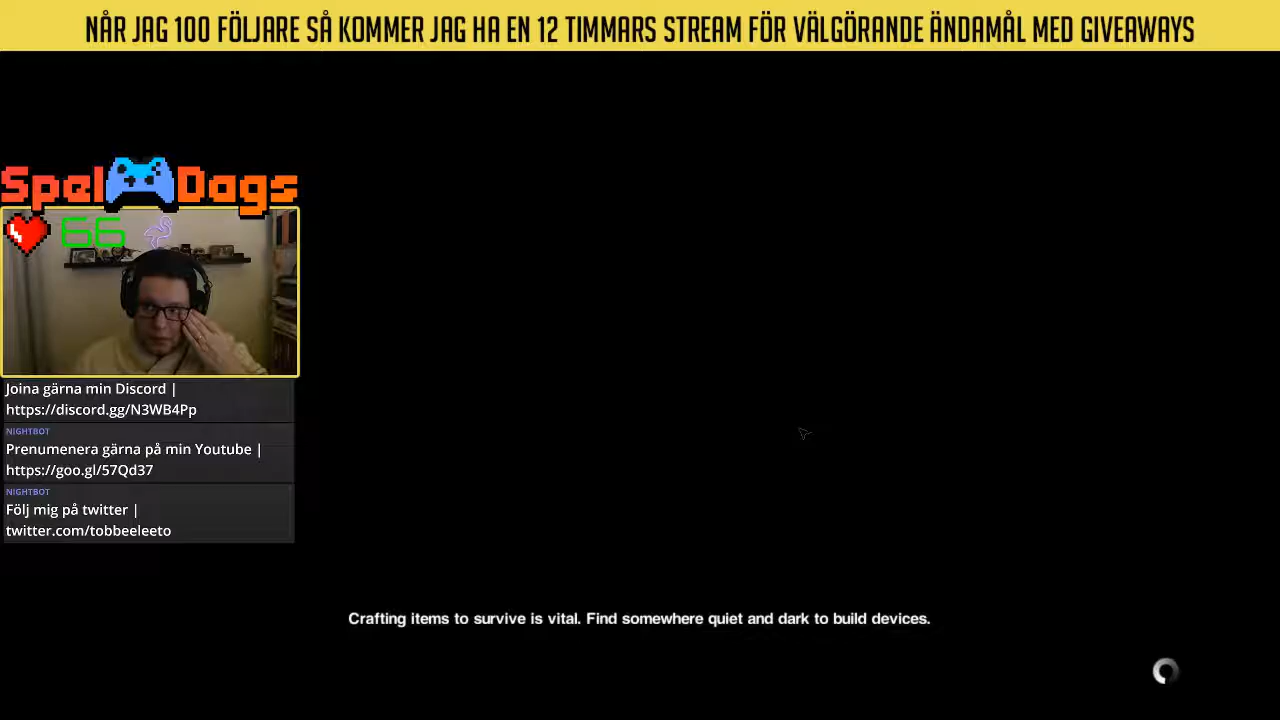 NÅR JAG 100 FÖLJARE SÅ KOMMER JAG HA EN 12 TIMMARS STREAM FÖR VÄLGÖRANDE ÄNDAMÅL MED GIVEAWAYS
Spel Dags
66
Joina gärna min Discord |
https://discord.gg/N3WB4Pp
NIGHTBOT
Prenumenera gärna på min Youtube |
https://goo.gl/57Qd37
NIGHTBOT
Följ mig på twitter |
twitter.com/tobbeeleeto
Crafting items to survive is vital. Find somewhere quiet and dark to build devices.